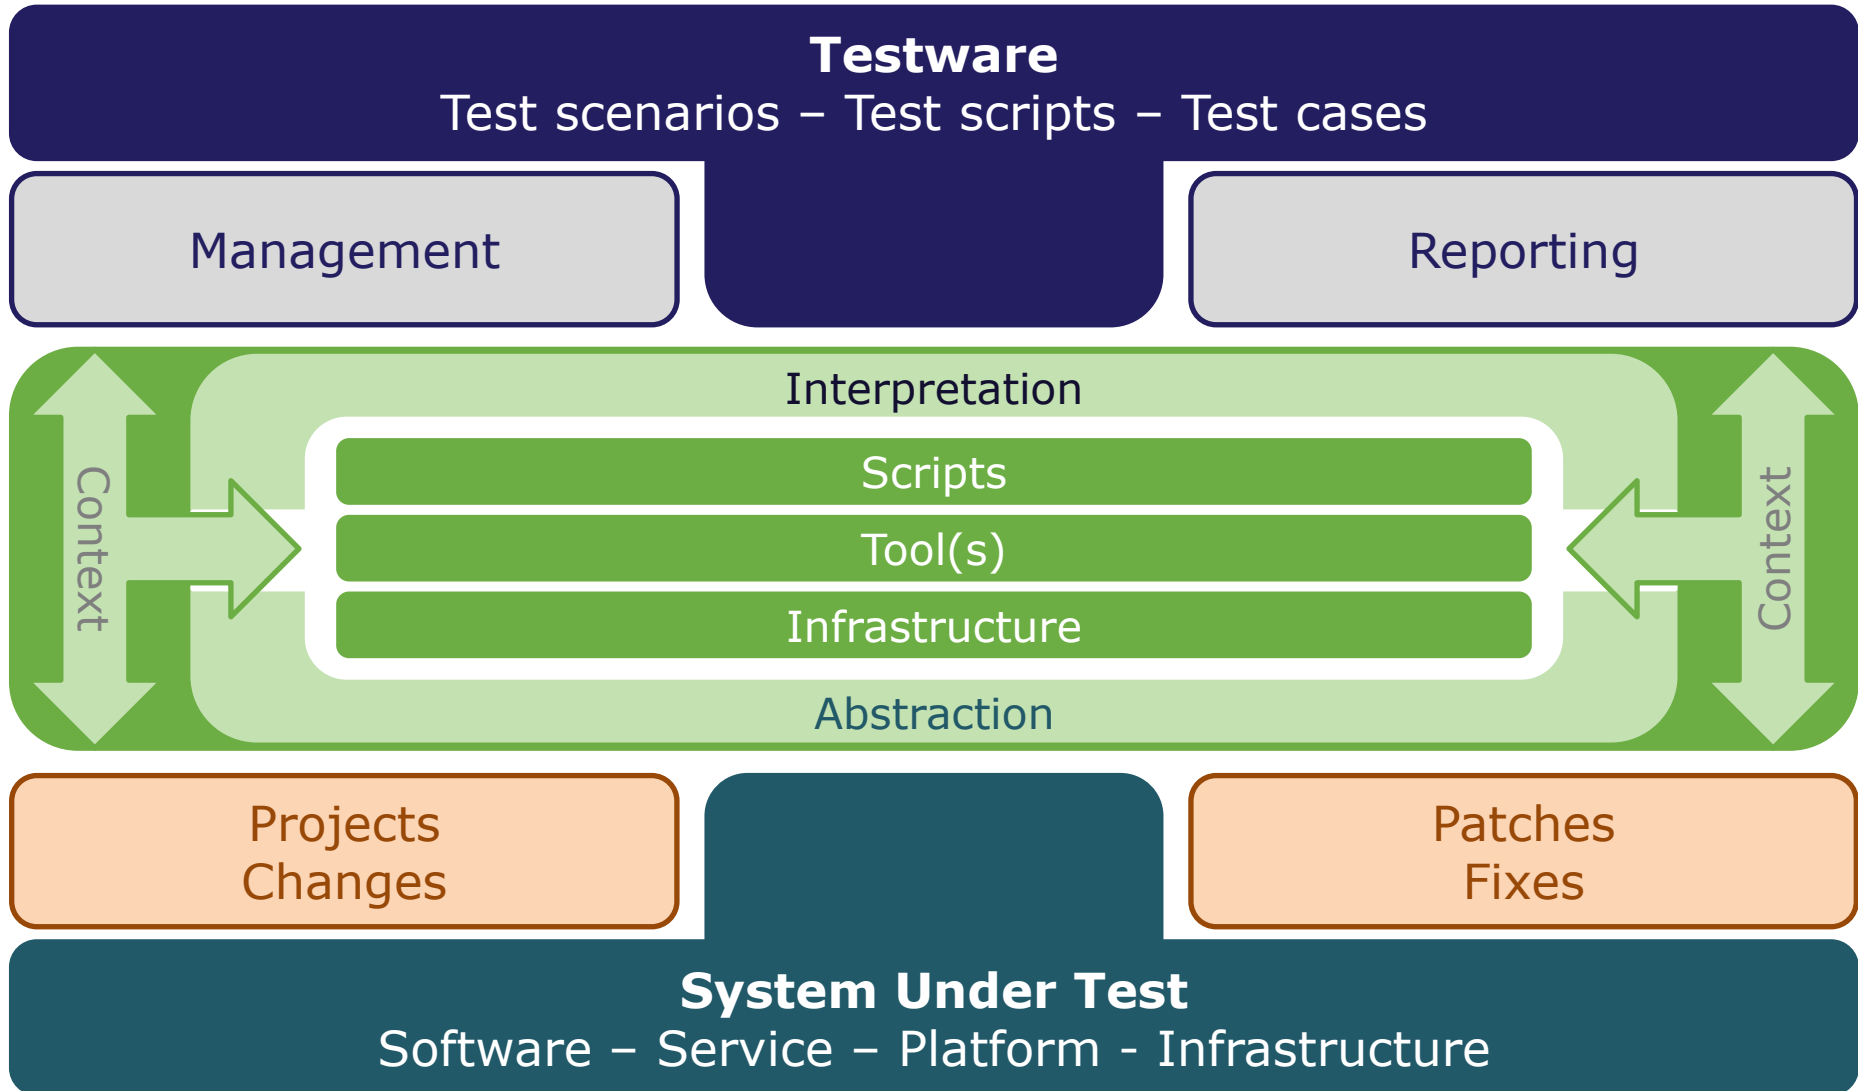 Testware
Test scenarios – Test scripts – Test cases
Management
Reporting
Interpretation
Context
Scripts
Tool(s)
Infrastructure
Context
Abstraction
Projects
Changes
Patches
Fixes
System Under Test
Software – Service – Platform - Infrastructure